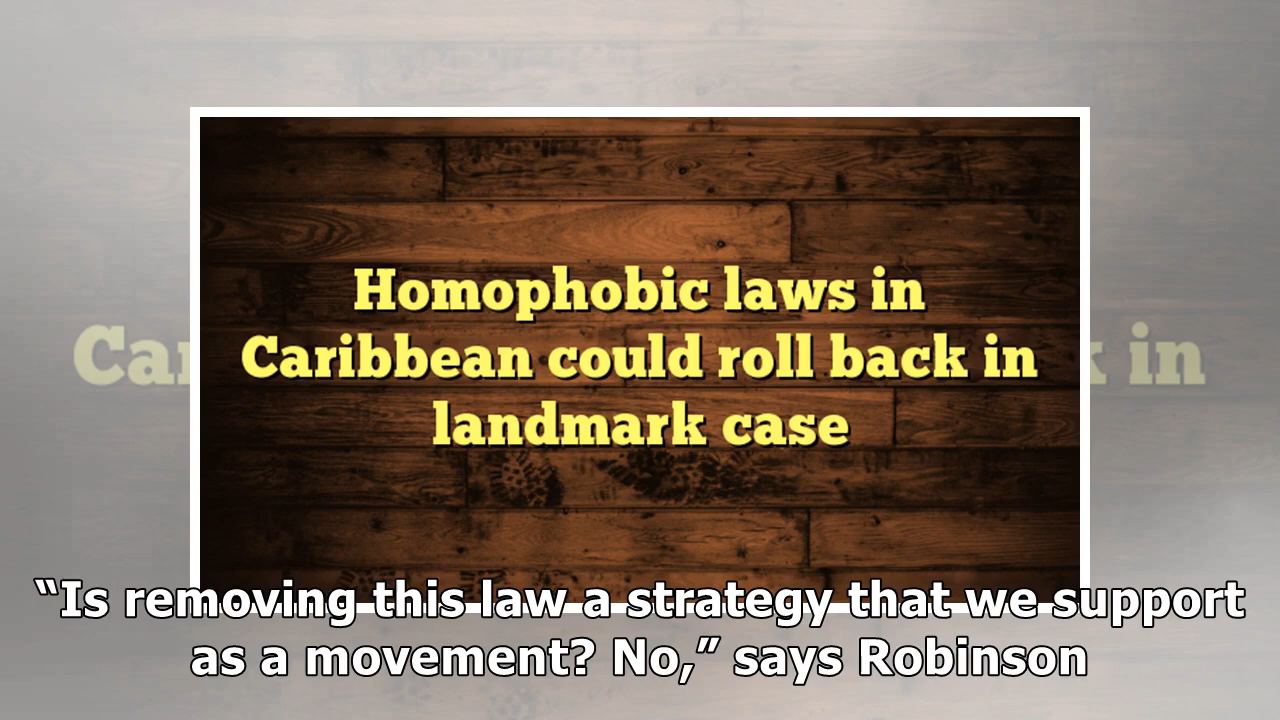 Homophobic laws in
Caribbean could roll back in
landmark case
“Is removing this law a strategy that we support
as a movement? No,” says Robinson